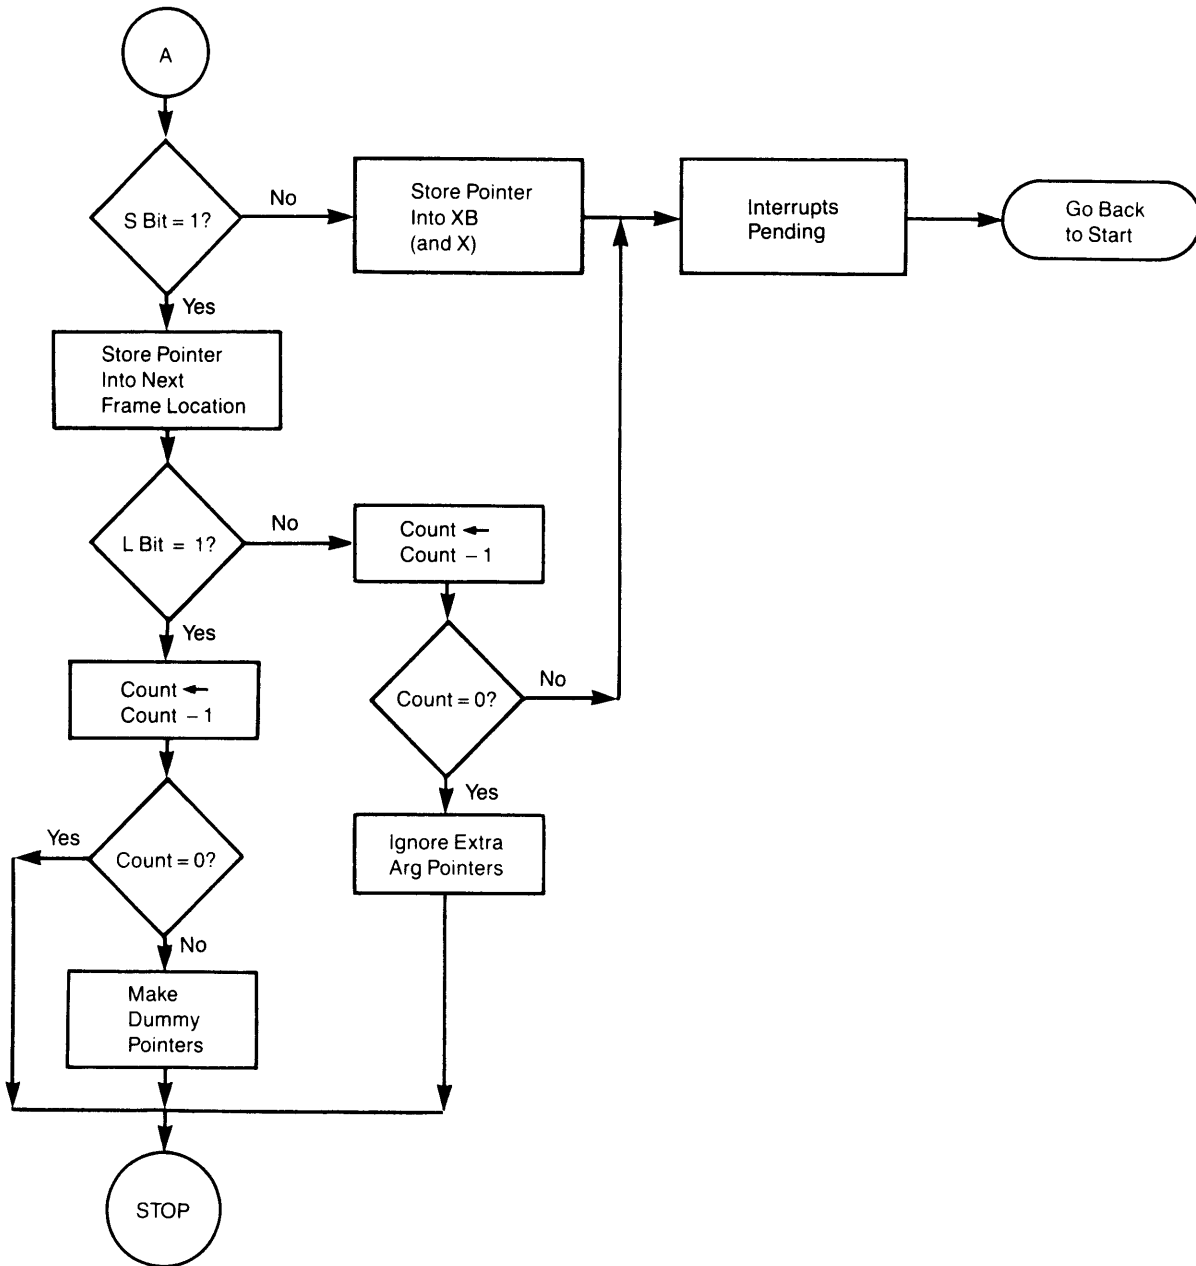 A
S Bit = 1?
No
Store Pointer
Into XB
(and X)
Interrupts
Pending
Go Back
to Start
Yes
Store Pointer
Into Next
Frame Location
L Bit = 1?
No
Count ←
Count – 1
Yes
Count ←
Count – 1
Count = 0?
No
Yes
Ignore Extra
Arg Pointers
Yes
Count = 0?
No
Make
Dummy
Pointers
STOP